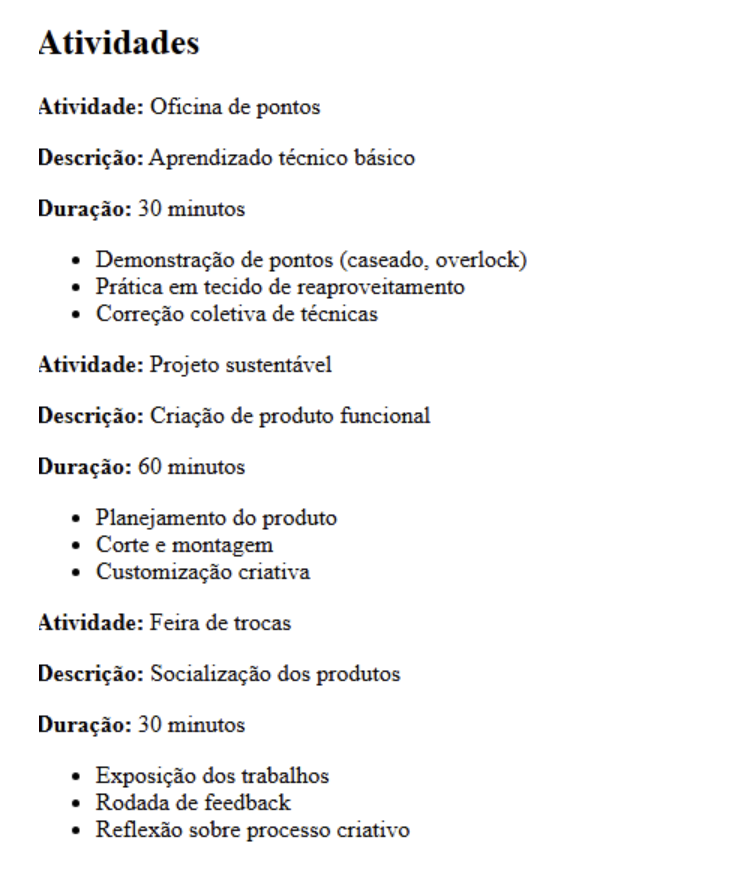 Atividades
Atividade: Oficina de pontos
Descrição: Aprendizado técnico básico
Duração: 30 minutos
• Demonstração de pontos (caseado, overlock)
• Prática em tecido de reaproveitamento
• Correção coletiva de técnicas
Atividade: Projeto sustentável
Descrição: Criação de produto funcional
Duração: 60 minutos
• Planejamento do produto
• Corte e montagem
• Customização criativa
Atividade: Feira de trocas
Descrição: Socialização dos produtos
Duração: 30 minutos
• Exposição dos trabalhos
• Rodada de feedback
• Reflexão sobre processo criativo